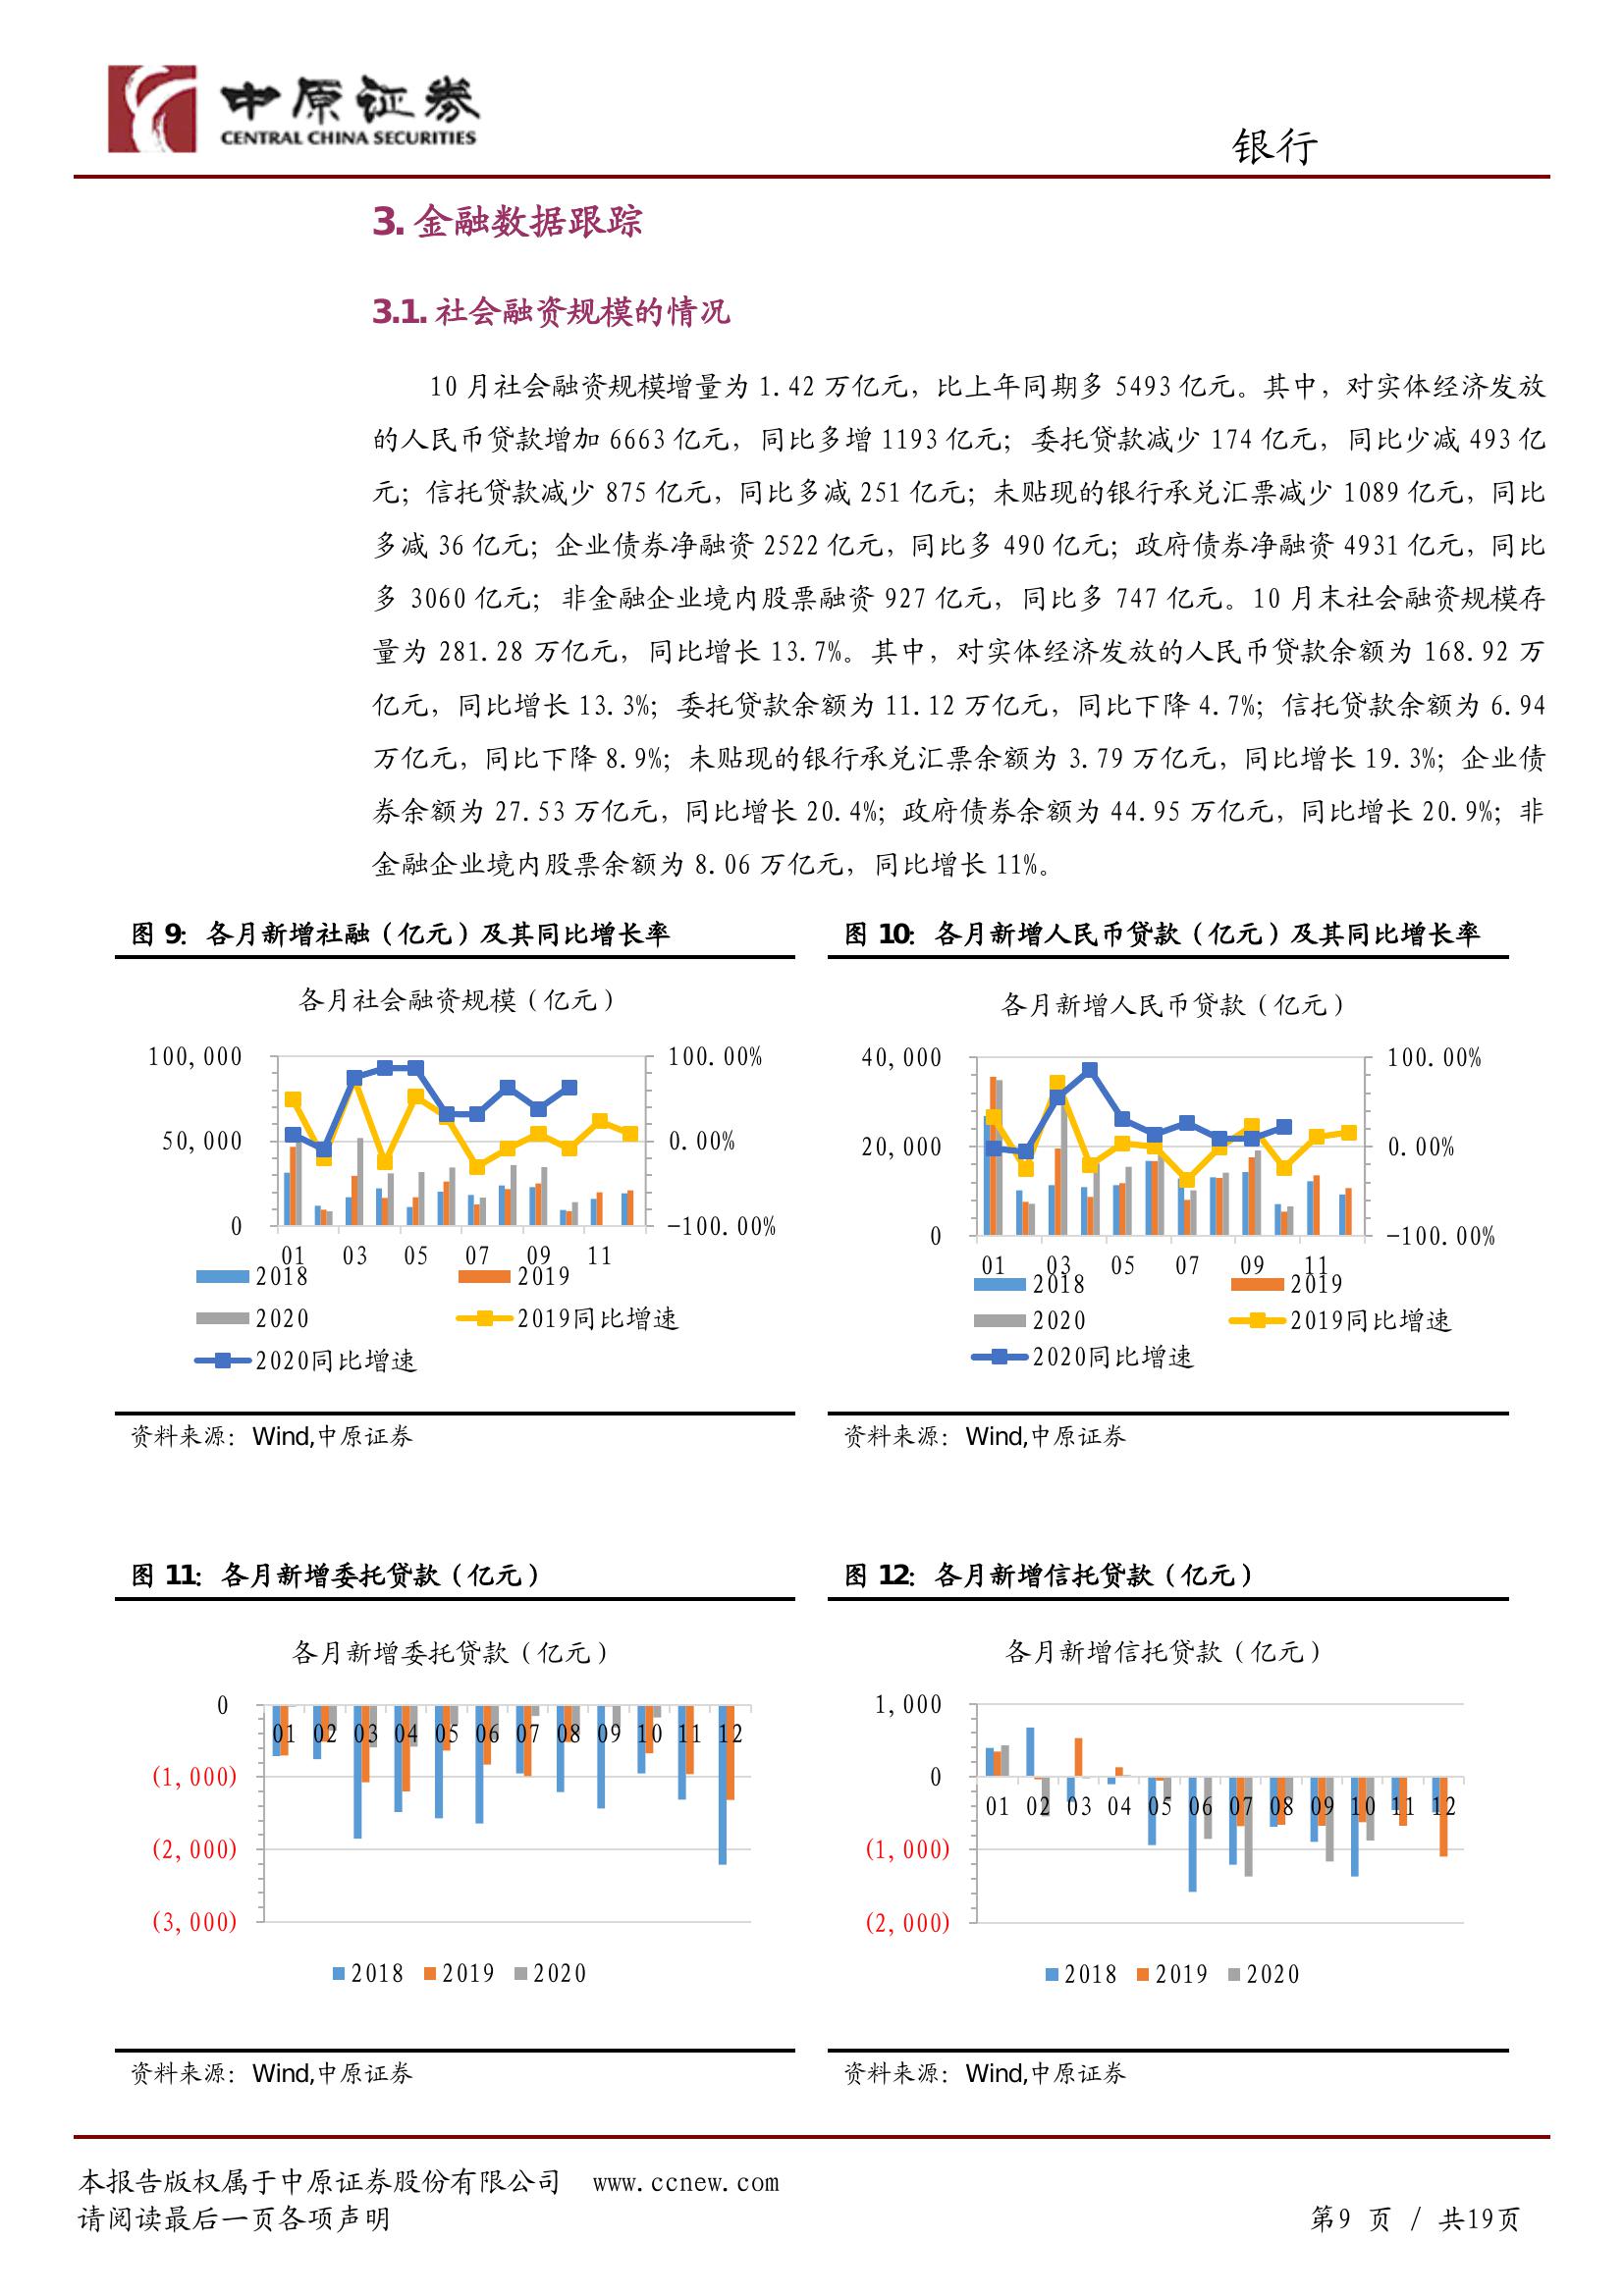 中原证券
CENTRAL CHINA SECURITIES
银行
3. 金融数据跟踪
3.1. 社会融资规模的情况
10 月社会融资规模增量为 1.42 万亿元，比上年同期多 5493 亿元。其中，对实体经济发放
的人民币贷款增加 6663 亿元，同比多增 1193 亿元；委托贷款减少 174 亿元，同比少减 493 亿
元；信托贷款减少 875 亿元，同比多减 251 亿元；未贴现的银行承兑汇票减少 1089 亿元，同比
多减 36 亿元；企业债券净融资 2522 亿元，同比多 490 亿元；政府债券净融资 4931 亿元，同比
多 3060 亿元；非金融企业境内股票融资 927 亿元，同比多 747 亿元。10 月末社会融资规模存
量为 281.28 万亿元，同比增长 13.7%。其中，对实体经济发放的人民币贷款余额为 168.92 万
亿元，同比增长 13.3%；委托贷款余额为 11.12 万亿元，同比下降 4.7%；信托贷款余额为 6.94
万亿元，同比下降 8.9%；未贴现的银行承兑汇票余额为 3.79 万亿元，同比增长 19.3%；企业债
券余额为 27.53 万亿元，同比增长 20.4%；政府债券余额为 44.95 万亿元，同比增长 20.9%；非
金融企业境内股票余额为 8.06 万亿元，同比增长 11%。
图 9：各月新增社融（亿元）及其同比增长率
各月社会融资规模（亿元）
100,000
50,000
0
100.00%
0.00%
-100.00%
01 03 05 07 09 11
2018 2019
2020 2019同比增速
2020同比增速
资料来源：Wind,中原证券
图 10：各月新增人民币贷款（亿元）及其同比增长率
各月新增人民币贷款（亿元）
40,000
20,000
0
100.00%
0.00%
-100.00%
01 03 05 07 09 11
2018 2019
2020 2019同比增速
2020同比增速
资料来源：Wind,中原证券
图 11：各月新增委托贷款（亿元）
各月新增委托贷款（亿元）
0
(1,000)
(2,000)
(3,000)
01 02 03 04 05 06 07 08 09 10 11 12
2018 2019 2020
资料来源：Wind,中原证券
图 12：各月新增信托贷款（亿元）
各月新增信托贷款（亿元）
1,000
0
(1,000)
(2,000)
01 02 03 04 05 06 07 08 09 10 11 12
2018 2019 2020
资料来源：Wind,中原证券
本报告版权属于中原证券股份有限公司 www.ccnew.com
请阅读最后一页各项声明
第9 页 / 共19页